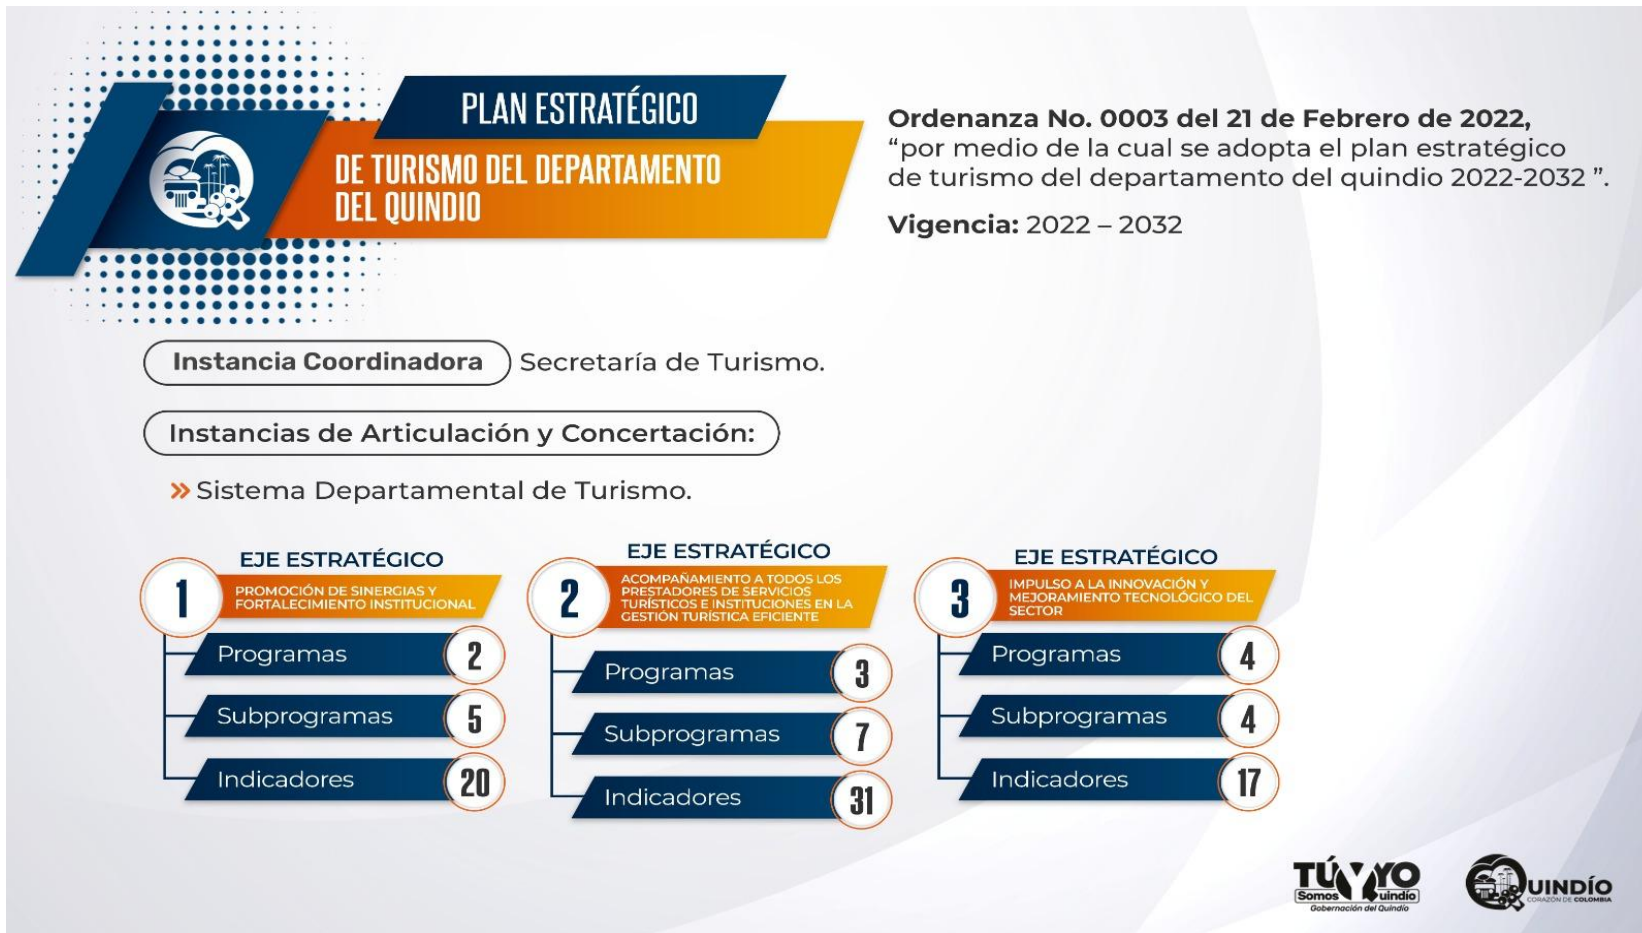 PLAN ESTRATÉGICO
DE TURISMO DEL DEPARTAMENTO
DEL QUINDIO
Ordenanza No. 0003 del 21 de Febrero de 2022,
“por medio de la cual se adopta el plan estratégico
de turismo del departamento del quindio 2022-2032 ”.
Vigencia: 2022 – 2032
Instancia Coordinadora Secretaría de Turismo.
Instancias de Articulación y Concertación:
Sistema Departamental de Turismo.
EJE ESTRATÉGICO
1
PROMOCIÓN DE SINERGIAS Y
FORTALECIMIENTO INSTITUCIONAL
Programas 2
Subprogramas 5
Indicadores 20
EJE ESTRATÉGICO
2
ACOMPAÑAMIENTO A TODOS LOS
PRESTADORES DE SERVICIOS
TURÍSTICOS E INSTITUCIONES EN LA
GESTIÓN TURÍSTICA EFICIENTE
Programas 3
Subprogramas 7
Indicadores 31
EJE ESTRATÉGICO
3
IMPULSO A LA INNOVACIÓN Y
MEJORAMIENTO TECNOLÓGICO DEL
SECTOR
Programas 4
Subprogramas 4
Indicadores 17
TÚ Y YO
Somos Quindío
Gobernación del Quindío
QUINDÍO
CORAZÓN DE COLOMBIA